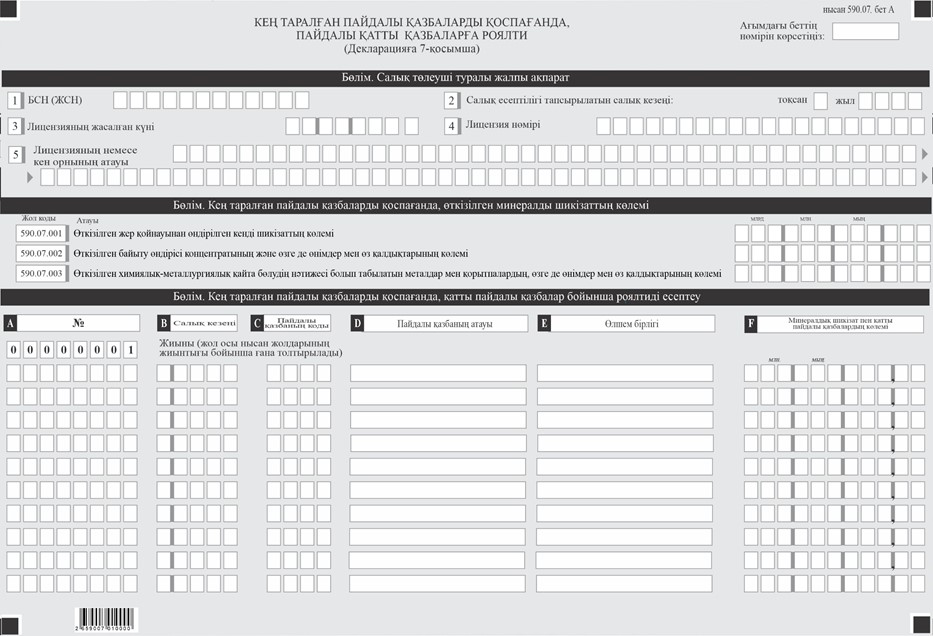 нысан 590.07. бет А
КЕҢ ТАРАЛҒАН ПАЙДАЛЫ ҚАЗБАЛАРДЫ ҚОСПАҒАНДА,
ПАЙДАЛЫ ҚАТТЫ ҚАЗБАЛАРҒА РОЯЛТИ
(Декларацияға 7-қосымша)
Ағымдағы беттің
нөмірін көрсетіңіз:
Бөлім. Салық төлеуші туралы жалпы ақпарат
1 БСН (ЖСН)
2 Салық есептілігі тапсырылатын салық кезеңі: тоқсан жыл
3 Лицензияның жасалған күні
4 Лицензия нөмірі
5 Лицензияның немесе
кен орнының атауы
Бөлім. Кең таралған пайдалы қазбаларды қоспағанда, өткізілген минералды шикізаттың көлемі
Жол коды Атауы млрд млн мың
590.07.001 Өткізілген жер қойнауынан өндірілген кенді шикізаттың көлемі
590.07.002 Өткізілген байыту өндірісі концентратының және өзге де өнімдер мен өз қалдықтарының көлемі
590.07.003 Өткізілген химиялық-металлургиялық қайта бөлудің нәтижесі болып табылатын металдар мен қорытпалардың, өзге де өнімдер мен өз қалдықтарының көлемі
Бөлім. Кең таралған пайдалы қазбаларды қоспағанда, қатты пайдалы қазбалар бойынша роялтиді есептеу
A №
B Салық кезеңі
C Пайдалы
қазбаның коды
D Пайдалы қазбаның атауы
E Өлшем бірлігі
F Минералдық шикізат пен қатты
пайдалы қазбалардың көлемі
0 0 0 0 0 0 0 1
Жиыны (жол осы нысан жолдарының
жиынтығы бойынша ғана толтырылады)
млн мың
2 559007 010000